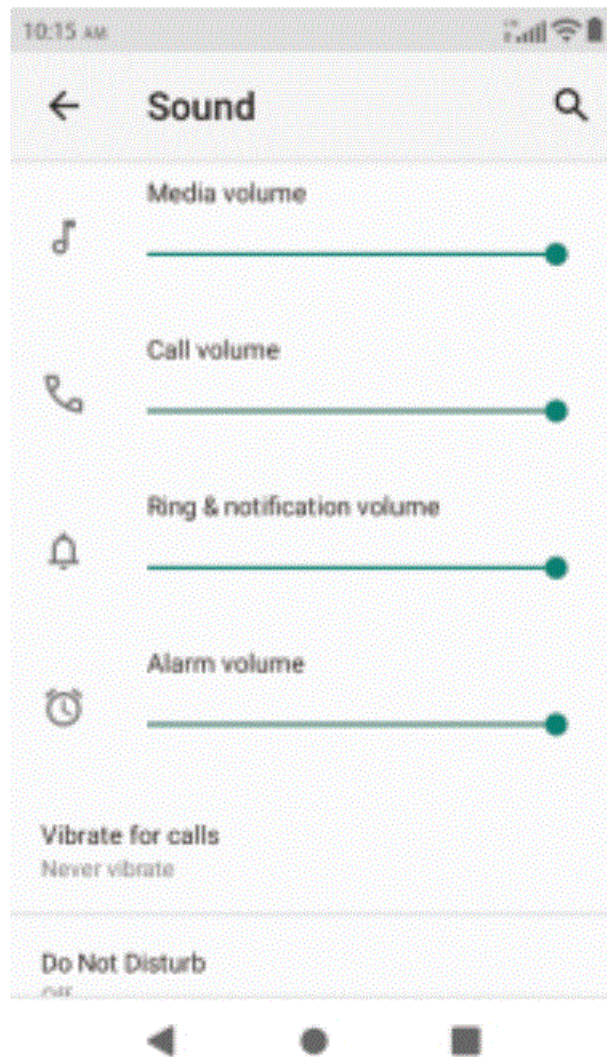 10:15 AM
Sound
Media volume
Call volume
Ring & notification volume
Alarm volume
Vibrate for calls
Never vibrate
Do Not Disturb
Off